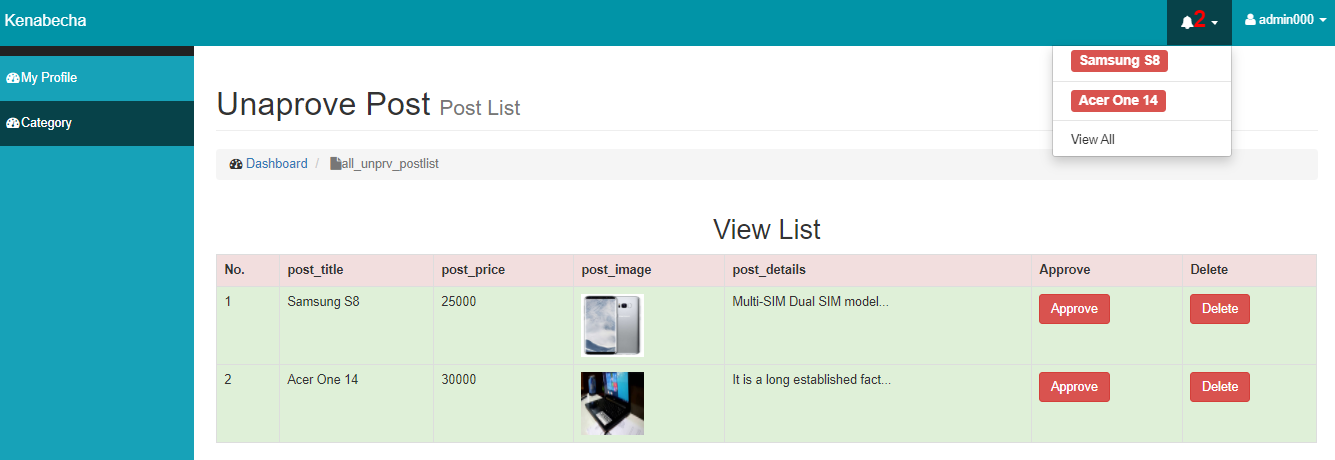 Kenabecha
2
admin000
Samsung S8
Acer One 14
View All
My Profile
Category
Unaprove Post Post List
Dashboard / all_unprv_postlist
View List
No. post_title post_price post_image post_details Approve Delete
1 Samsung S8 25000 Multi-SIM Dual SIM model... Approve Delete
2 Acer One 14 30000 It is a long established fact... Approve Delete